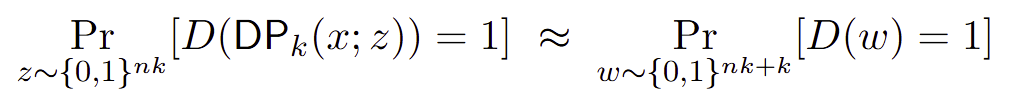 Pr_{z∼{0,1}^{nk}}[D(DP_k(x; z)) = 1] ≈ Pr_{w∼{0,1}^{nk+k}}[D(w) = 1]